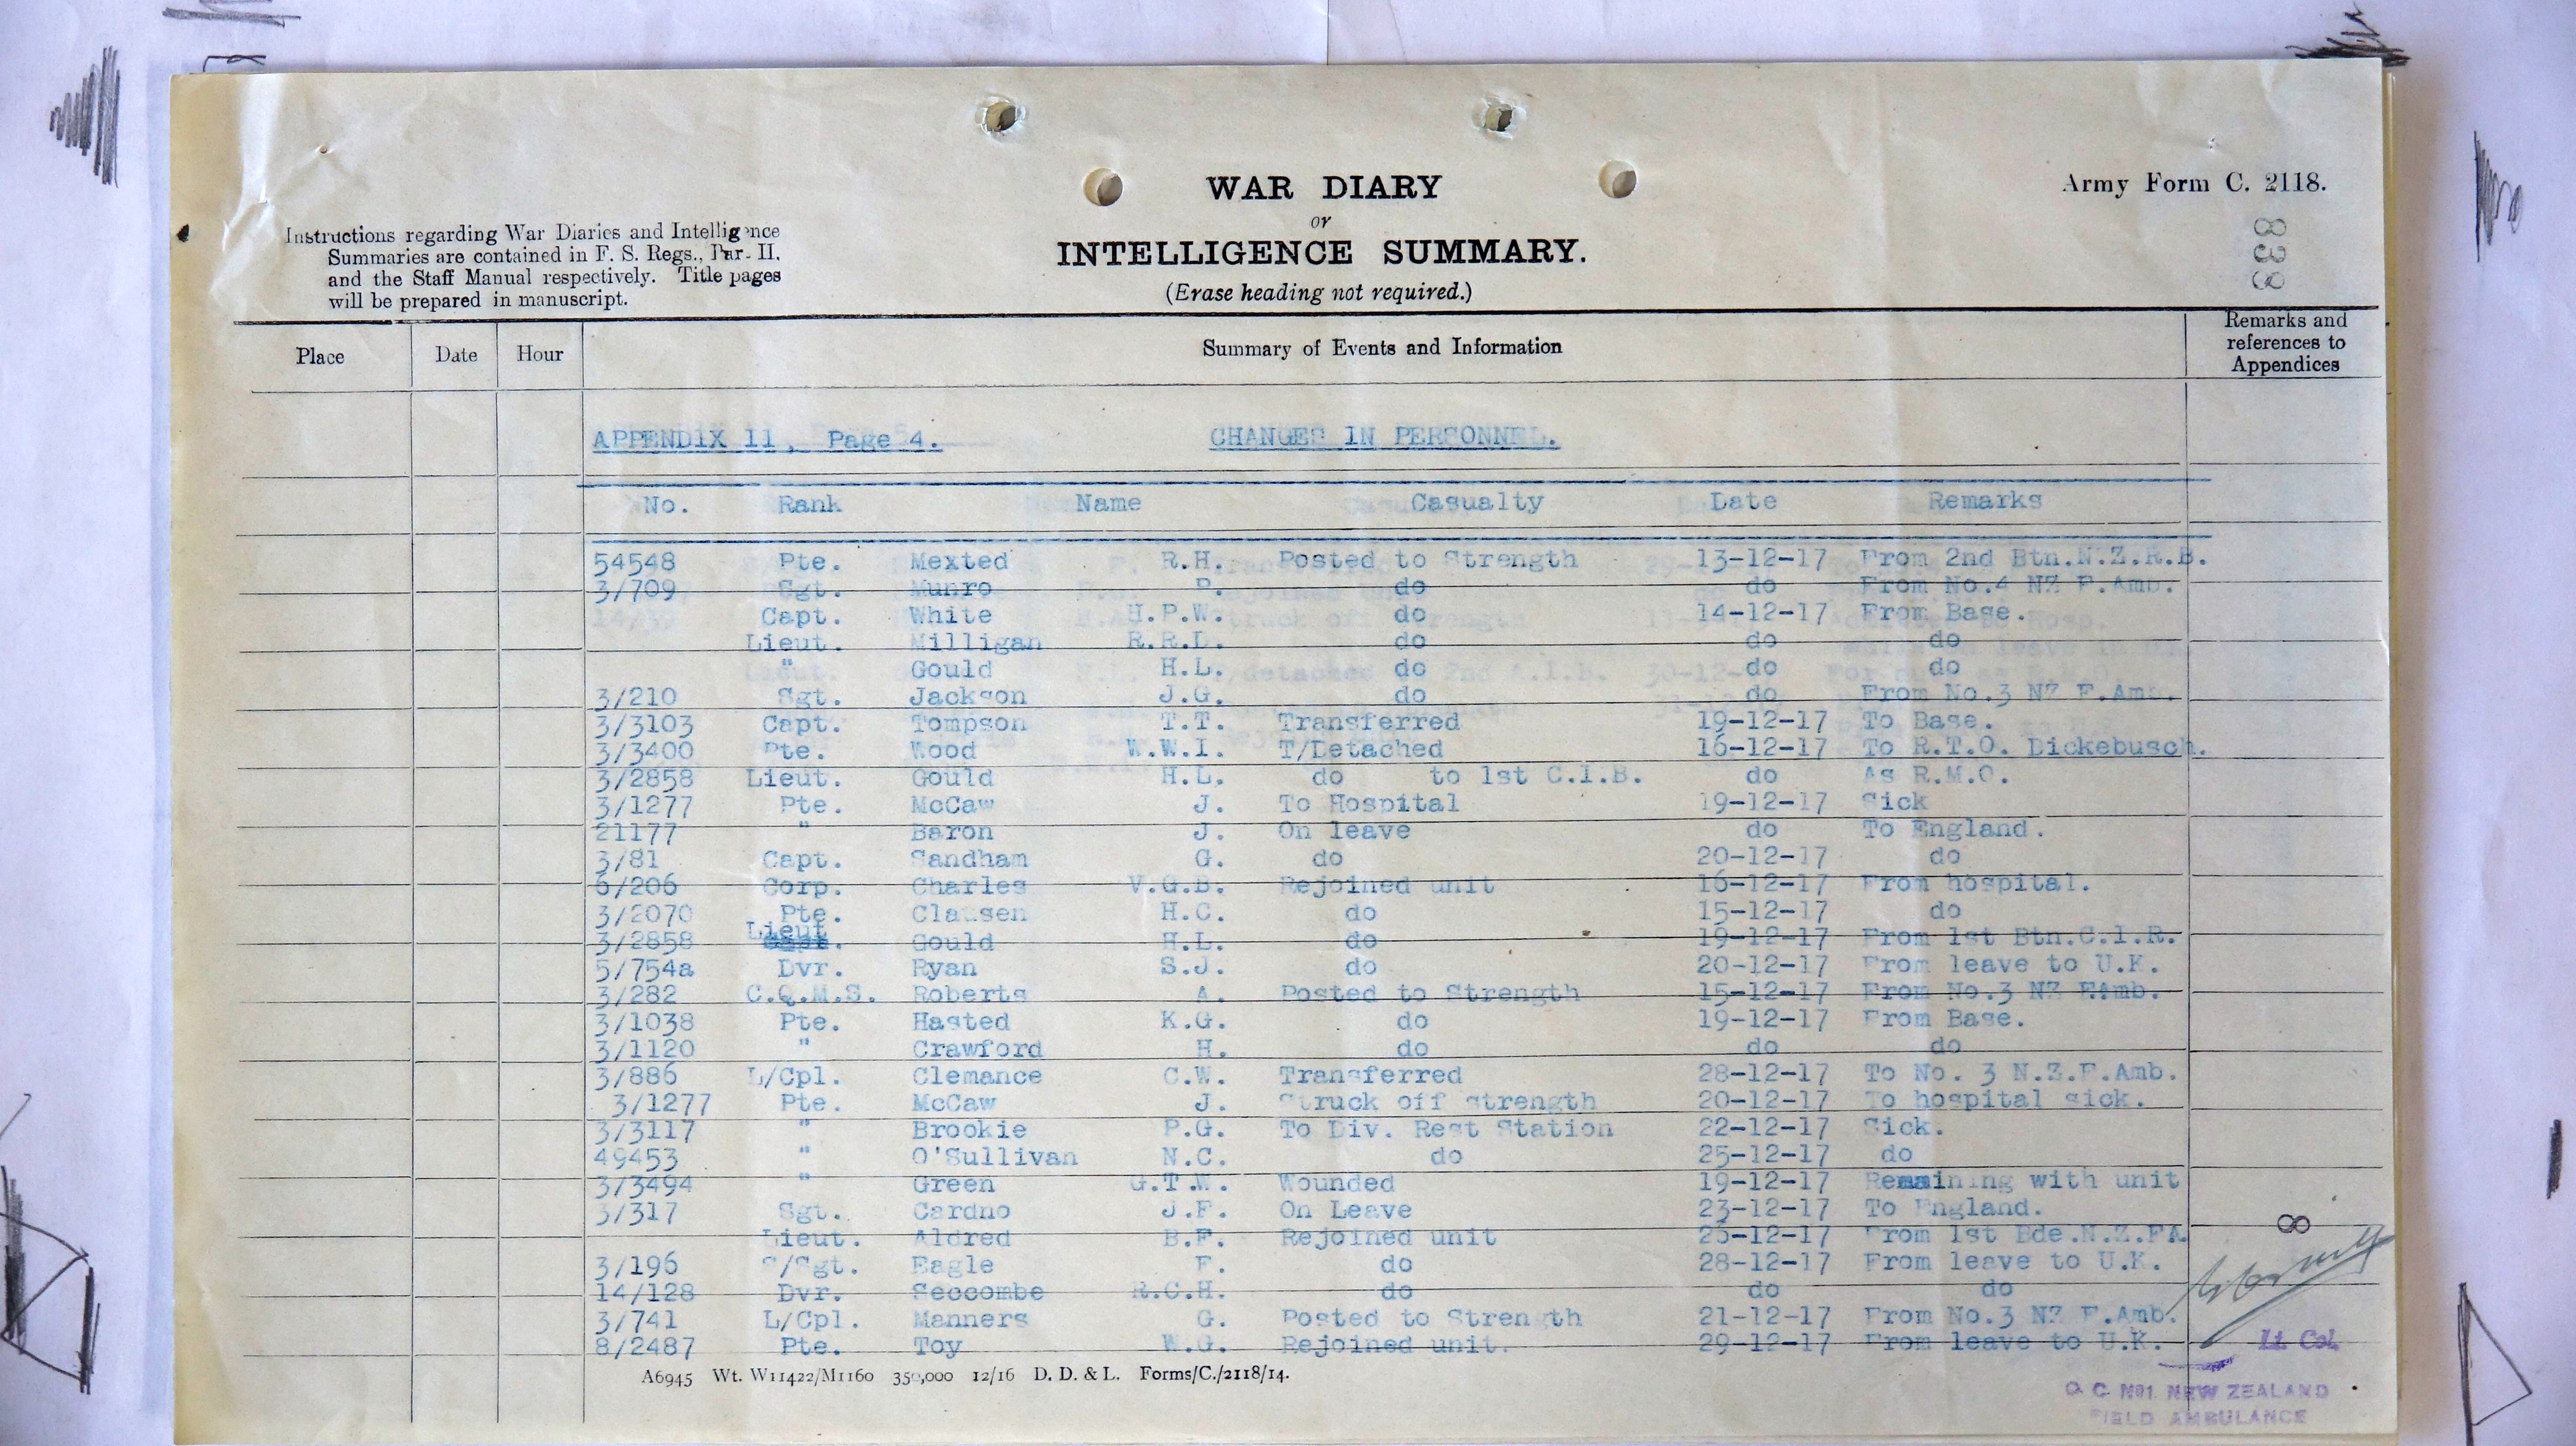 WAR DIARY
or
INTELLIGENCE SUMMARY.
(Erase heading not required.)
Army Form C. 2118.
839
Instructions regarding War Diaries and Intelligence
Summaries are contained in F. S. Regs., Par. II.
and the Staff Manual respectively. Title pages
will be prepared in manuscript.
Place Date Hour Summary of Events and Information Remarks and references to Appendices
APPENDIX 11, Page 4. CHANGES IN PERSONNEL.
No. Rank Name Casualty Date Remarks
54548 Pte. Mexted R.H. Posted to Strength 13-12-17 From 2nd Btn.N.Z.R.B.
3/709 Sgt. Munro P. do do From No.4 NZ F.Amb.
Capt. White H.P.W. do 14-12-17 From Base.
Lieut. Milligan R.R.L. do do do
" Gould H.L. do do do
3/210 Sgt. Jackson J.G. do do From No.3 NZ F.Amb.
3/3103 Capt. Tompson T.T. Transferred 19-12-17 To Base.
3/3400 Pte. Wood W.W.I. T/Detached 16-12-17 To R.T.O. Dickebusch.
3/2858 Lieut. Gould H.L. do to 1st C.I.B. do As R.M.O.
3/1277 Pte. McCaw J. To Hospital 19-12-17 Sick
21177 " Baron J. On leave do To England.
3/81 Capt. Sandham G. do 20-12-17 do
6/206 Corp. Charles V.G.B. Rejoined unit 16-12-17 From hospital.
3/2070 Pte. Clausen H.C. do 15-12-17 do
3/2858 Lieut. Gould H.L. do 19-12-17 From 1st Btn.C.I.R.
5/754a Dvr. Ryan S.J. do 20-12-17 From leave to U.K.
3/282 C.Q.M.S. Roberts A. Posted to Strength 15-12-17 From No.3 NZ FAmb.
3/1038 Pte. Hasted K.G. do 19-12-17 From Base.
3/1120 " Crawford H. do do do
3/886 L/Cpl. Clemance C.W. Transferred 28-12-17 To No. 3 N.Z.F.Amb.
3/1277 Pte. McCaw J. Struck off strength 20-12-17 To hospital sick.
3/3117 " Brookie P.G. To Div. Rest Station 22-12-17 Sick.
49453 " O'Sullivan N.C. do 25-12-17 do
3/3494 " Green G.T.W. Wounded 19-12-17 Remaining with unit
3/317 Sgt. Cardno J.F. On Leave 23-12-17 To England.
Lieut. Aldred B.F. Rejoined unit From 1st Bde.N.Z.FA
3/196 S/Sgt. Eagle F. do 28-12-17 From leave to U.K.
14/128 Dvr. Seccombe R.C.H. do do do
3/741 L/Cpl. Manners G. Posted to Strength 21-12-17 From No.3 NZ F.Amb.
8/2487 Pte. Toy W.G. Rejoined unit. 29-12-17 From leave to U.K.
8
Lt Col.
O. C. No1. NEW ZEALAND
FIELD AMBULANCE
A6945 Wt. W11422/M1160 350,000 12/16 D. D. & L. Forms/C./2118/14.